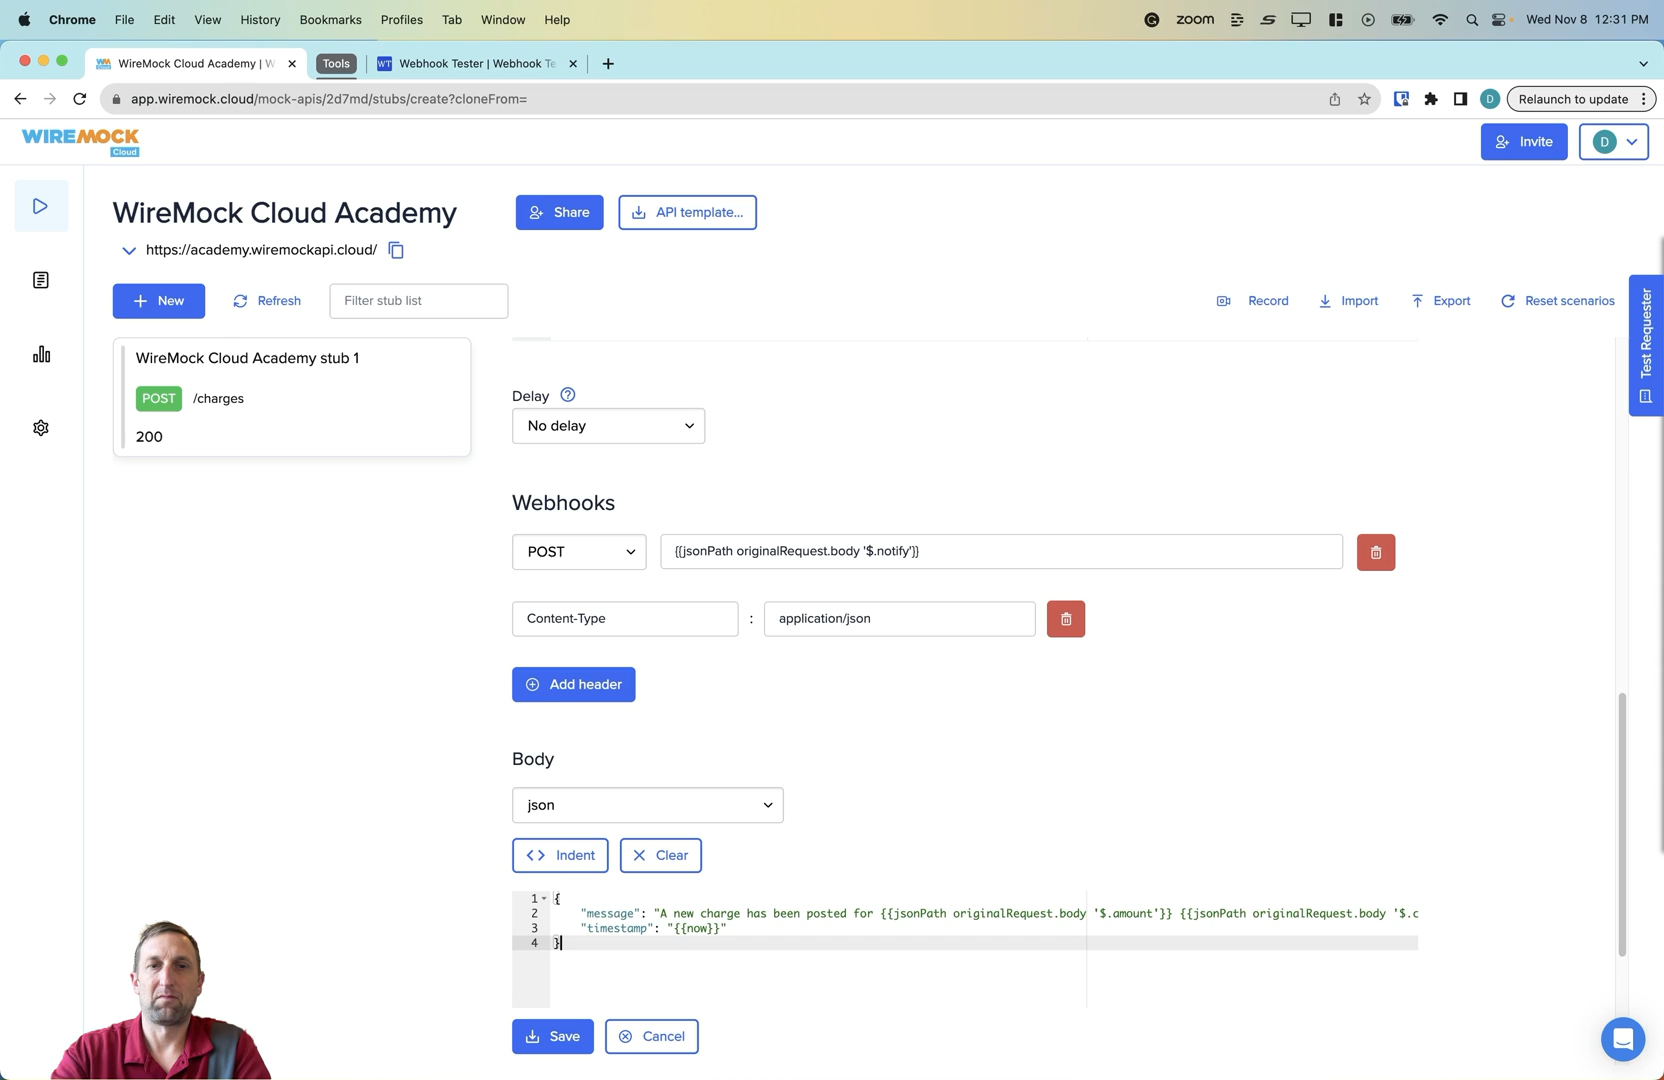 Chrome File Edit View History Bookmarks Profiles Tab Window Help
zoom
Wed Nov 8 12:31 PM
WireMock Cloud Academy | W
Tools
WT
Webhook Tester | Webhook Te
app.wiremock.cloud/mock-apis/2d7md/stubs/create?cloneFrom=
D
Relaunch to update
WIREMOCK
Cloud
Invite
D
WireMock Cloud Academy
Share
API template...
https://academy.wiremockapi.cloud/
New
Refresh
Filter stub list
Record
Import
Export
Reset scenarios
Test Requester
WireMock Cloud Academy stub 1
POST /charges
200
Delay
No delay
Webhooks
POST
{{jsonPath originalRequest.body '$.notify'}}
Content-Type : application/json
Add header
Body
json
Indent
Clear
1 {
2 "message": "A new charge has been posted for {{jsonPath originalRequest.body '$.amount'}} {{jsonPath originalRequest.body '$.c
3 "timestamp": "{{now}}"
4 }
Save
Cancel